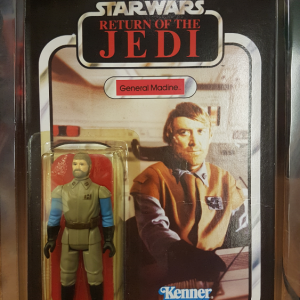 STAR WARS
RETURN OF THE
JEDI
General Madine
Kenner